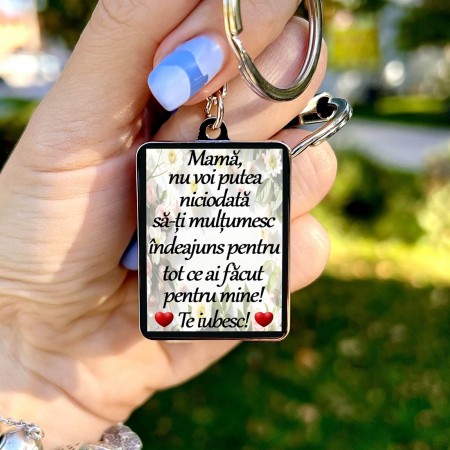 Mamă,
nu voi putea
niciodată
să-ți mulțumesc
îndeajuns pentru
tot ce ai făcut
pentru mine!
❤️ Te iubesc! ❤️